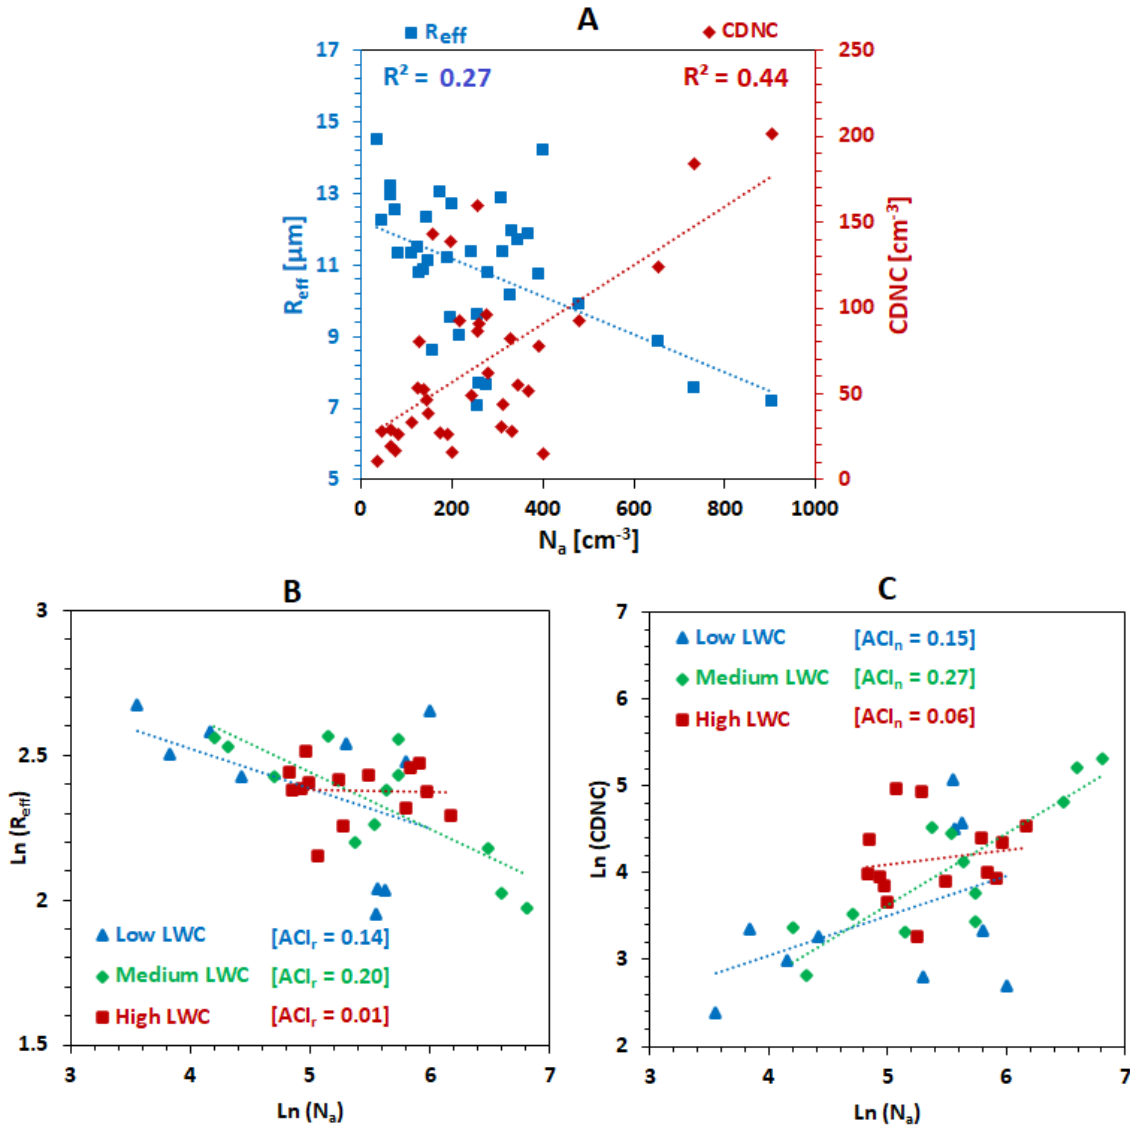 A
R_eff CDNC
R² = 0.27 R² = 0.44
17
15
13
11
9
7
5
R_eff [µm]
250
200
150
100
50
0
CDNC [cm⁻³]
0 200 400 600 800 1000
Nₐ [cm⁻³]
B
3
2.5
2
1.5
Ln (R_eff)
Low LWC [ACIᵣ = 0.14]
Medium LWC [ACIᵣ = 0.20]
High LWC [ACIᵣ = 0.01]
3 4 5 6 7
Ln (Nₐ)
C
7
6
5
4
3
2
Ln (CDNC)
Low LWC [ACIₙ = 0.15]
Medium LWC [ACIₙ = 0.27]
High LWC [ACIₙ = 0.06]
3 4 5 6 7
Ln (Nₐ)